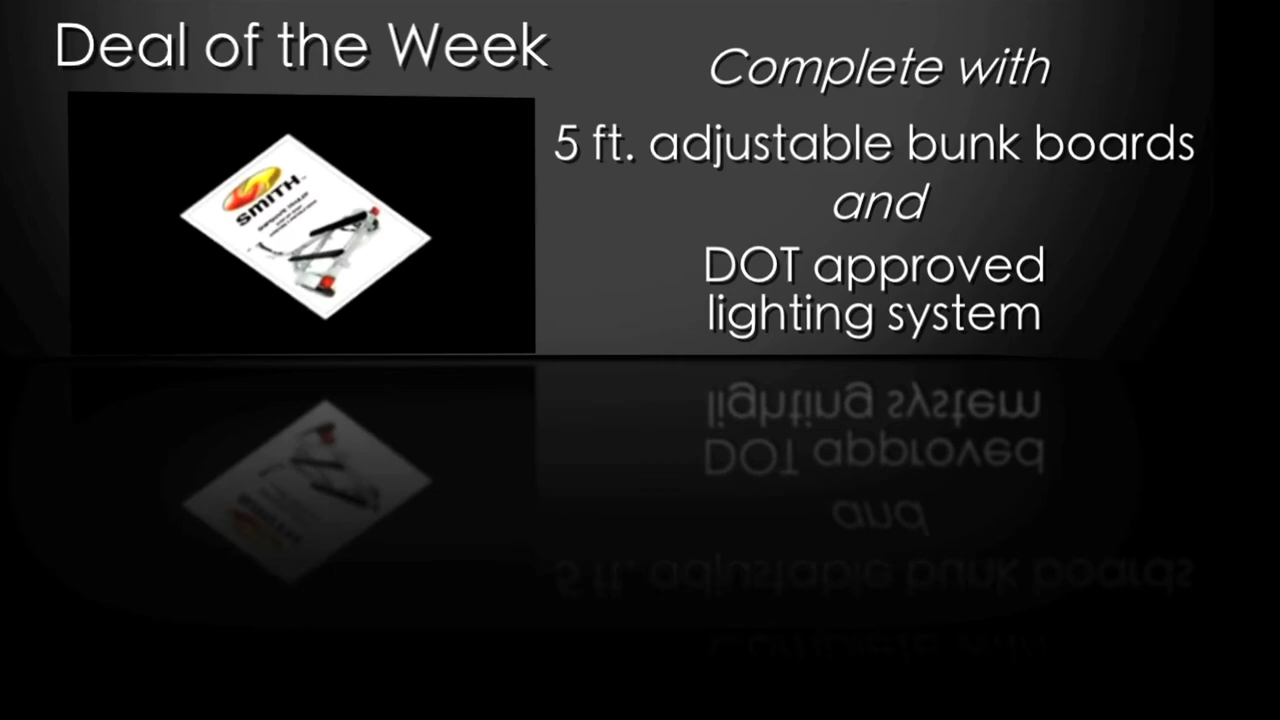 Deal of the Week
SMITH
Complete with
5 ft. adjustable bunk boards
and
DOT approved
lighting system